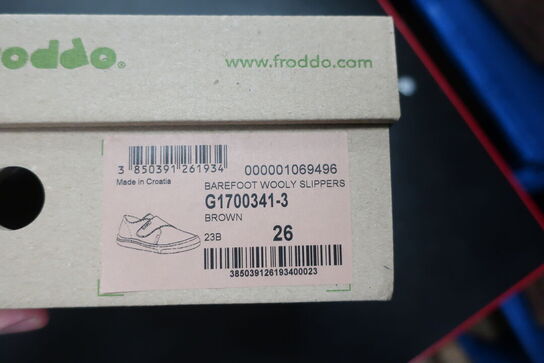 froddo®
www.froddo.com
3 850391 261934
000001069496
Made in Croatia
BAREFOOT WOOLY SLIPPERS
G1700341-3
BROWN
23B
26
385039126193400023